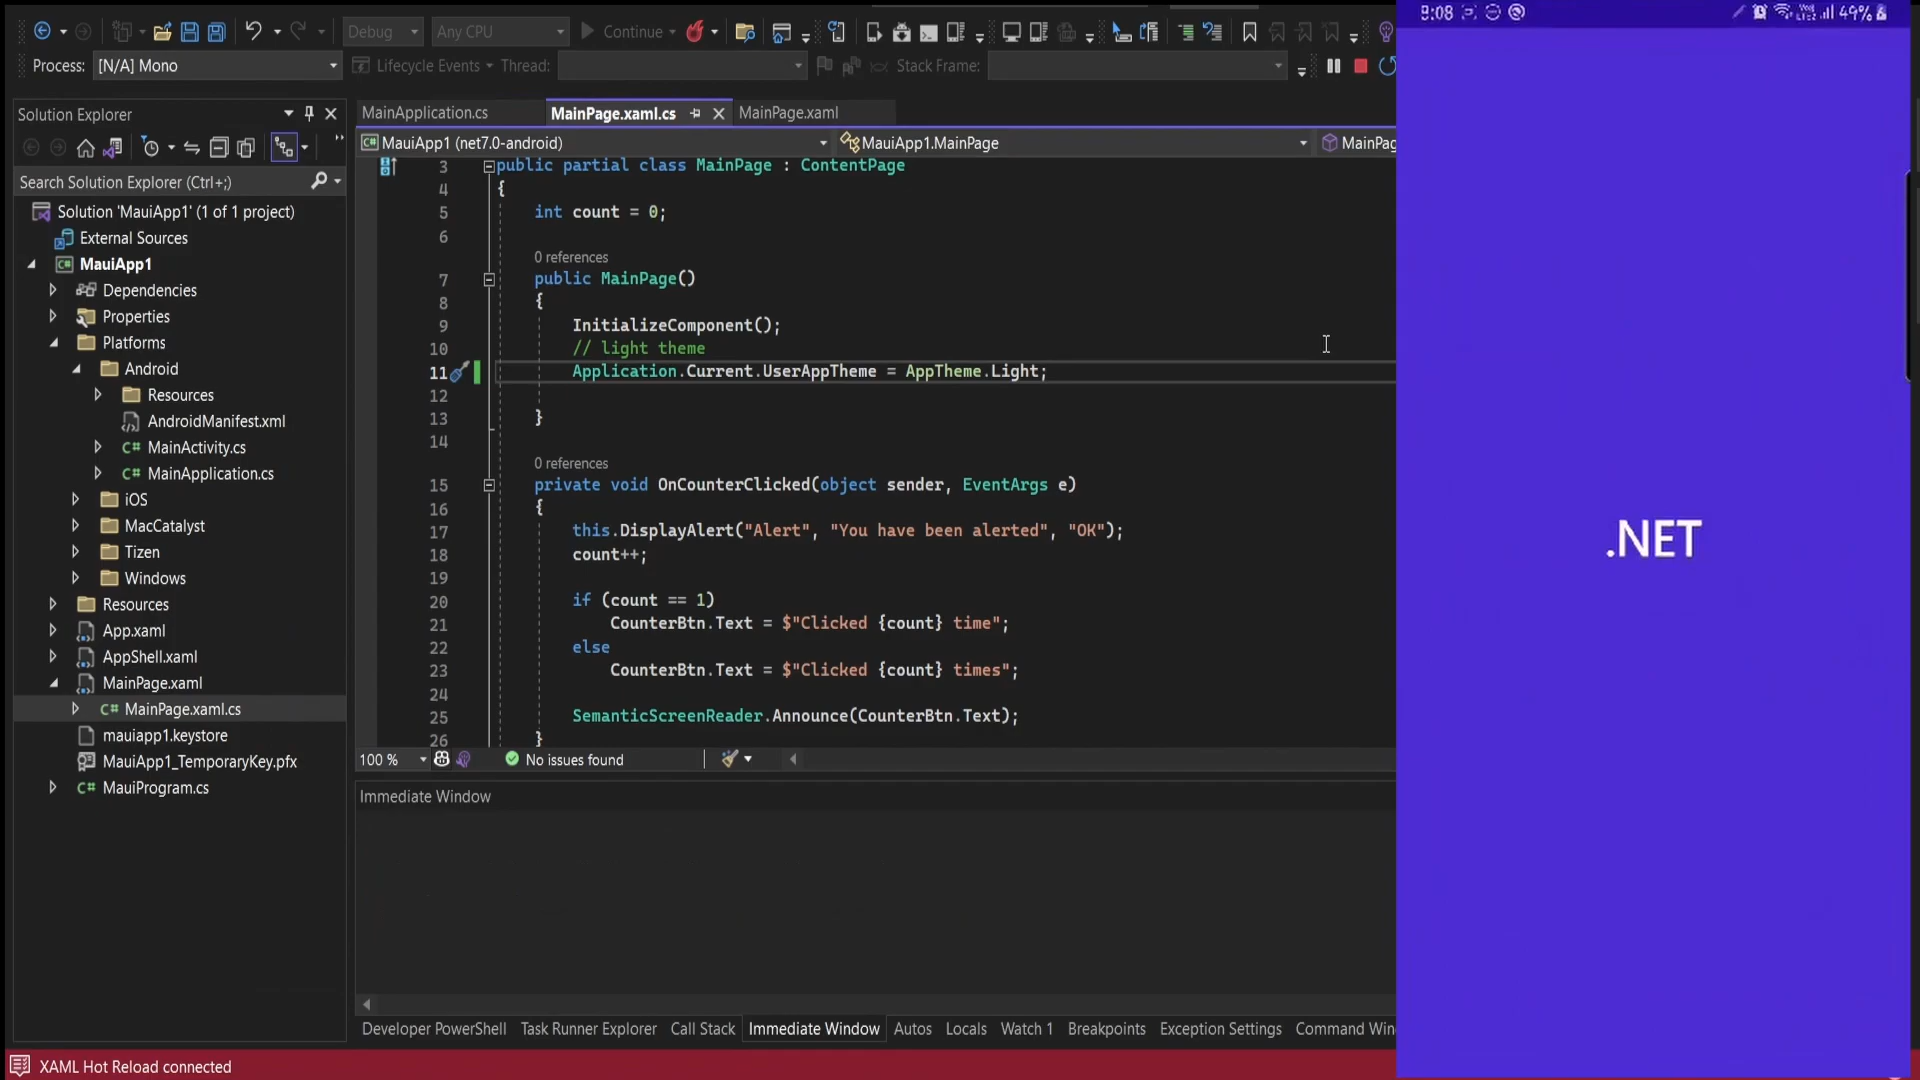 Debug
Any CPU
Continue
Process:
[N/A] Mono
Lifecycle Events
Thread:
Stack Frame:
Solution Explorer
Search Solution Explorer (Ctrl+;)
Solution 'MauiApp1' (1 of 1 project)
External Sources
MauiApp1
Dependencies
Properties
Platforms
Android
Resources
AndroidManifest.xml
C# MainActivity.cs
C# MainApplication.cs
iOS
MacCatalyst
Tizen
Windows
Resources
App.xaml
AppShell.xaml
MainPage.xaml
C# MainPage.xaml.cs
mauiapp1.keystore
MauiApp1_TemporaryKey.pfx
C# MauiProgram.cs
MainApplication.cs
MainPage.xaml.cs
MainPage.xaml
MauiApp1 (net7.0-android)
MauiApp1.MainPage
MainPag
3 public partial class MainPage : ContentPage
4 {
5 int count = 0;
6
0 references
7 public MainPage()
8 {
9 InitializeComponent();
10 // light theme
11 Application.Current.UserAppTheme = AppTheme.Light;
12
13 }
14
0 references
15 private void OnCounterClicked(object sender, EventArgs e)
16 {
17 this.DisplayAlert("Alert", "You have been alerted", "OK");
18 count++;
19
20 if (count == 1)
21 CounterBtn.Text = $"Clicked {count} time";
22 else
23 CounterBtn.Text = $"Clicked {count} times";
24
25 SemanticScreenReader.Announce(CounterBtn.Text);
26 }
100 %
No issues found
Immediate Window
Developer PowerShell
Task Runner Explorer
Call Stack
Immediate Window
Autos
Locals
Watch 1
Breakpoints
Exception Settings
Command Win
XAML Hot Reload connected
9:08
49%
.NET